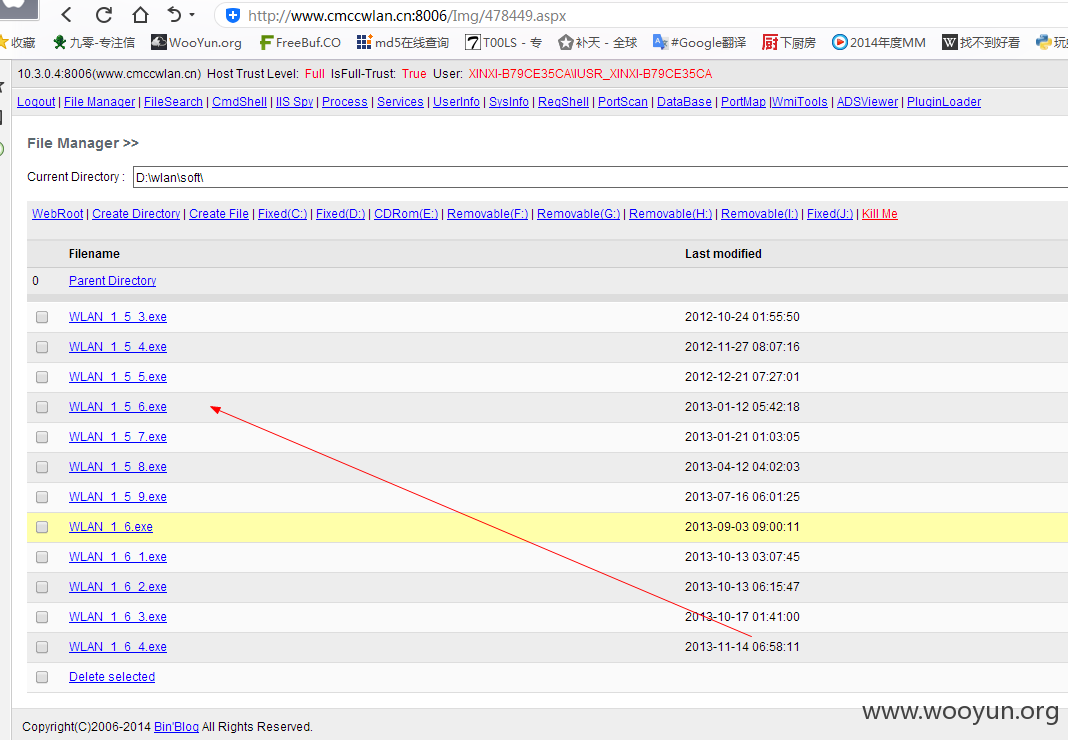 http://www.cmccwlan.cn:8006/Img/478449.aspx
收藏 九零-专注信 WooYun.org FreeBuf.CO md5在线查询 T00LS - 专 补天 - 全球 #Google翻译 下厨房 2014年度MM 找不到好看
10.3.0.4:8006(www.cmccwlan.cn) Host Trust Level: Full IsFull-Trust: True User: XINXI-B79CE35CA\IUSR_XINXI-B79CE35CA
Logout | File Manager | FileSearch | CmdShell | IIS Spy | Process | Services | UserInfo | SysInfo | RegShell | PortScan | DataBase | PortMap |WmiTools | ADSViewer | PluginLoader
File Manager >>
Current Directory : D:\wlan\soft\
WebRoot | Create Directory | Create File | Fixed(C:) | Fixed(D:) | CDRom(E:) | Removable(F:) | Removable(G:) | Removable(H:) | Removable(I:) | Fixed(J:) | Kill Me
Filename Last modified
0 Parent Directory
WLAN_1_5_3.exe 2012-10-24 01:55:50
WLAN_1_5_4.exe 2012-11-27 08:07:16
WLAN_1_5_5.exe 2012-12-21 07:27:01
WLAN_1_5_6.exe 2013-01-12 05:42:18
WLAN_1_5_7.exe 2013-01-21 01:03:05
WLAN_1_5_8.exe 2013-04-12 04:02:03
WLAN_1_5_9.exe 2013-07-16 06:01:25
WLAN_1_6.exe 2013-09-03 09:00:11
WLAN_1_6_1.exe 2013-10-13 03:07:45
WLAN_1_6_2.exe 2013-10-13 06:15:47
WLAN_1_6_3.exe 2013-10-17 01:41:00
WLAN_1_6_4.exe 2013-11-14 06:58:11
Delete selected
Copyright(C)2006-2014 Bin'Blog All Rights Reserved.
www.wooyun.org